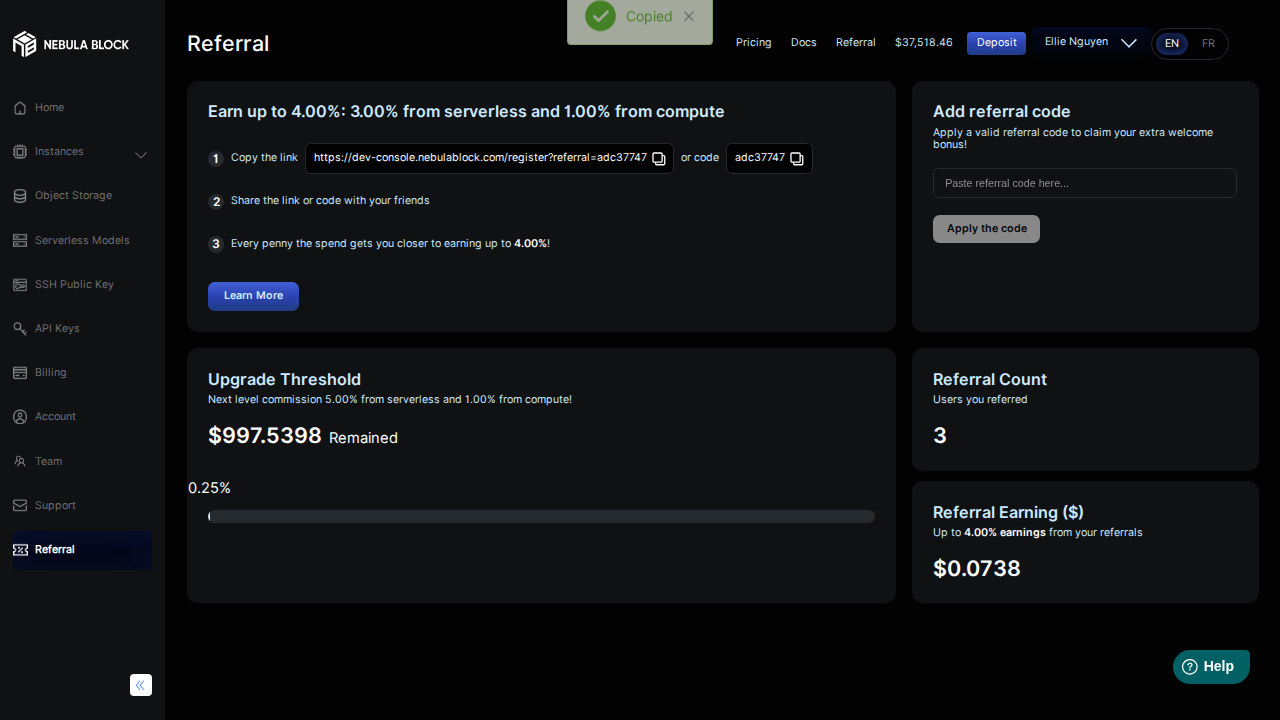 NEBULA BLOCK
Home
Instances
Object Storage
Serverless Models
SSH Public Key
API Keys
Billing
Account
Team
Support
Referral
Referral
Copied
Pricing
Docs
Referral
$37,518.46
Deposit
Ellie Nguyen
EN
FR
Earn up to 4.00%: 3.00% from serverless and 1.00% from compute
1 Copy the link https://dev-console.nebulablock.com/register?referral=adc37747 or code adc37747
2 Share the link or code with your friends
3 Every penny the spend gets you closer to earning up to 4.00%!
Learn More
Add referral code
Apply a valid referral code to claim your extra welcome
bonus!
Paste referral code here...
Apply the code
Upgrade Threshold
Next level commission 5.00% from serverless and 1.00% from compute!
$997.5398 Remained
0.25%
Referral Count
Users you referred
3
Referral Earning ($)
Up to 4.00% earnings from your referrals
$0.0738
Help